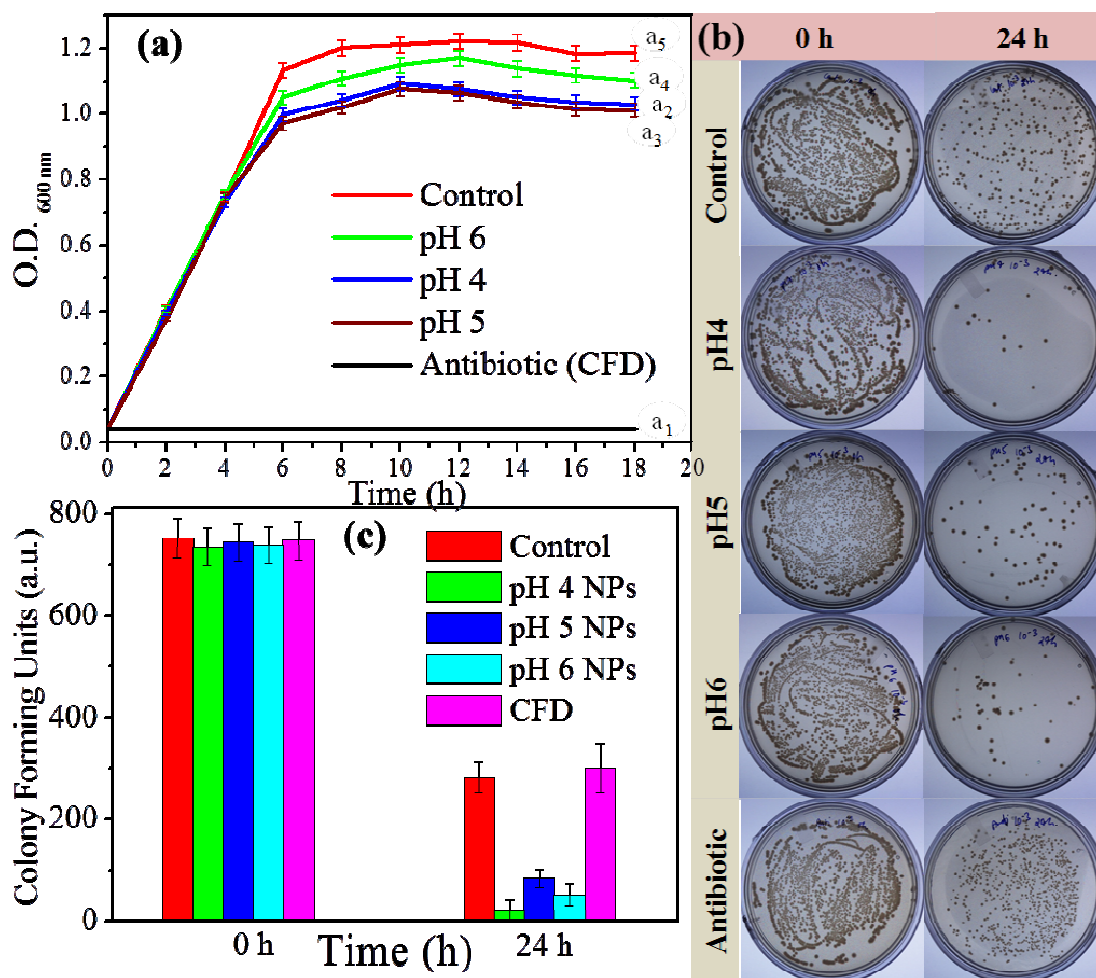 (a)
1.2
1.0
0.8
0.6
0.4
0.2
0.0
O.D. 600 nm
a5
a4
a2
a3
Control
pH 6
pH 4
pH 5
Antibiotic (CFD)
a1
0 2 4 6 8 10 12 14 16 18 20
Time (h)
(b) 0 h 24 h
Control
pH4
pH5
pH6
Antibiotic
(c)
800
600
400
200
0
Colony Forming Units (a.u.)
Control
pH 4 NPs
pH 5 NPs
pH 6 NPs
CFD
0 h Time (h) 24 h